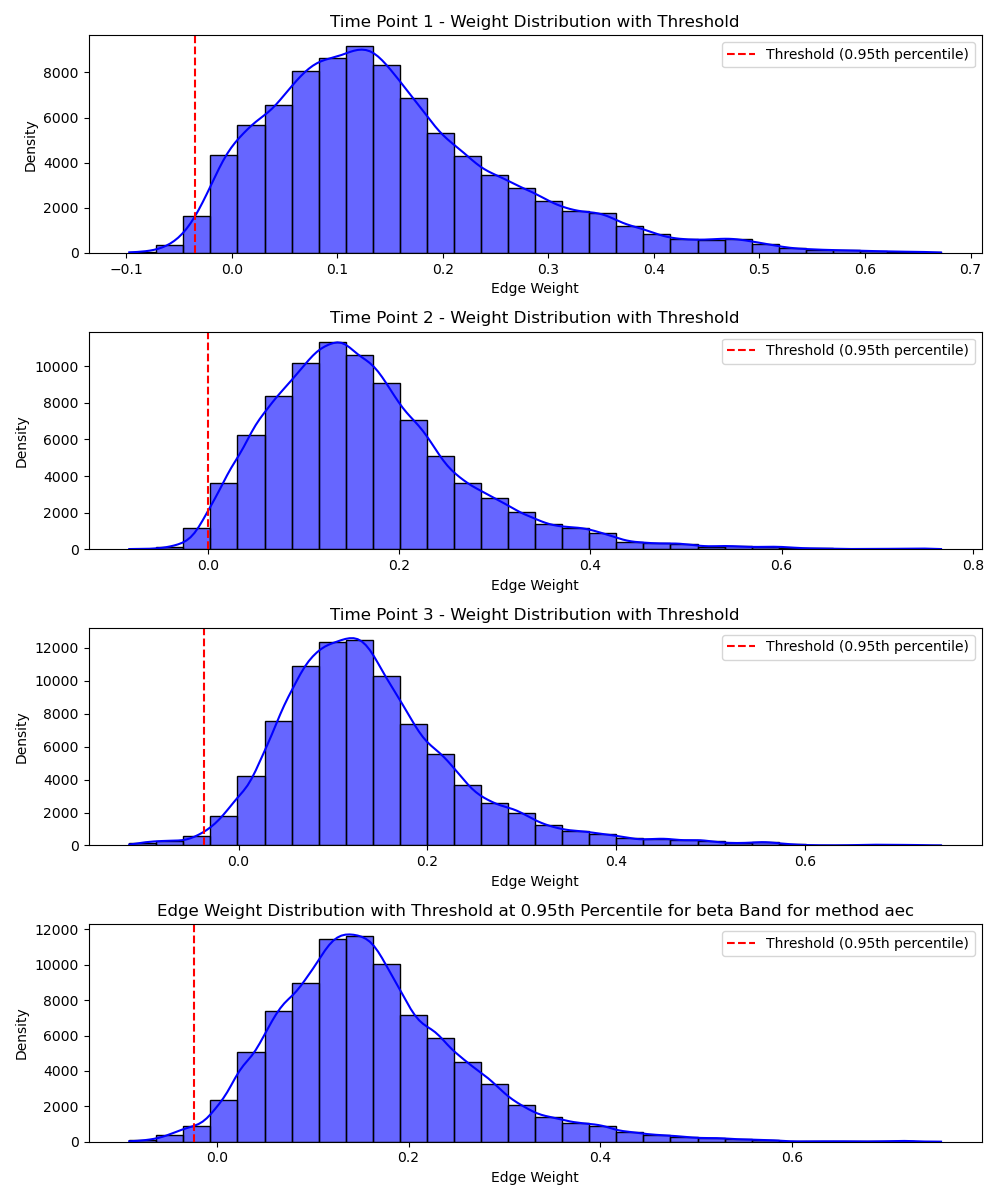 Time Point 1 - Weight Distribution with Threshold
Threshold (0.95th percentile)
Density
8000
6000
4000
2000
0
−0.1 0.0 0.1 0.2 0.3 0.4 0.5 0.6 0.7
Edge Weight
Time Point 2 - Weight Distribution with Threshold
Threshold (0.95th percentile)
Density
10000
8000
6000
4000
2000
0
0.0 0.2 0.4 0.6 0.8
Edge Weight
Time Point 3 - Weight Distribution with Threshold
Threshold (0.95th percentile)
Density
12000
10000
8000
6000
4000
2000
0
0.0 0.2 0.4 0.6
Edge Weight
Edge Weight Distribution with Threshold at 0.95th Percentile for beta Band for method aec
Threshold (0.95th percentile)
Density
12000
10000
8000
6000
4000
2000
0
0.0 0.2 0.4 0.6
Edge Weight